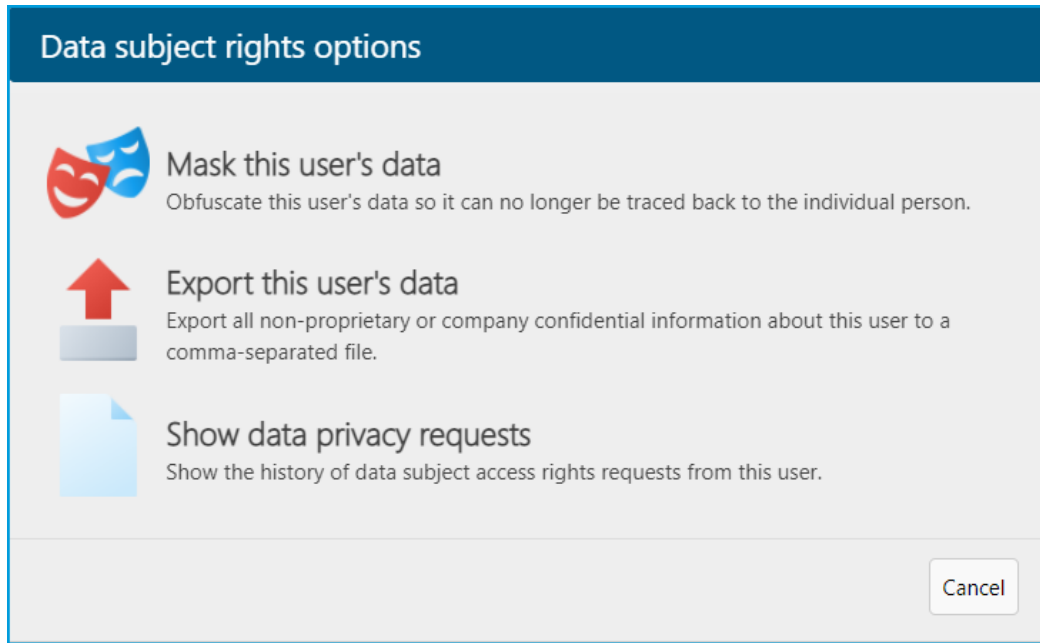 Data subject rights options
Mask this user's data
Obfuscate this user's data so it can no longer be traced back to the individual person.
Export this user's data
Export all non-proprietary or company confidential information about this user to a
comma-separated file.
Show data privacy requests
Show the history of data subject access rights requests from this user.
Cancel